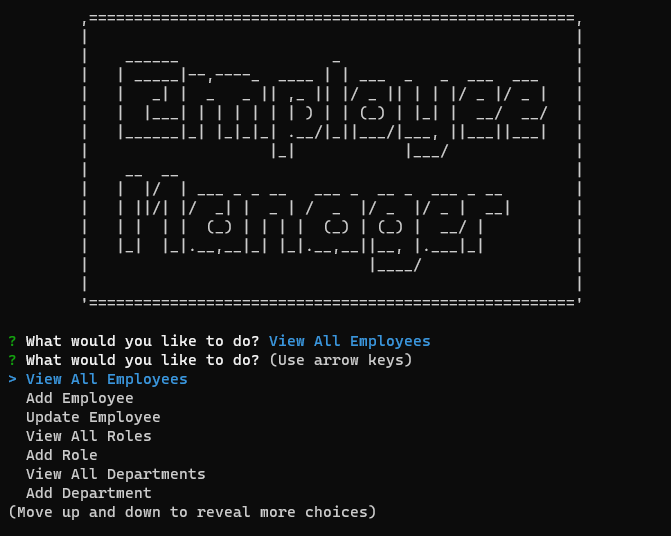 Employee
Manager
? What would you like to do? View All Employees
? What would you like to do? (Use arrow keys)
> View All Employees
Add Employee
Update Employee
View All Roles
Add Role
View All Departments
Add Department
(Move up and down to reveal more choices)